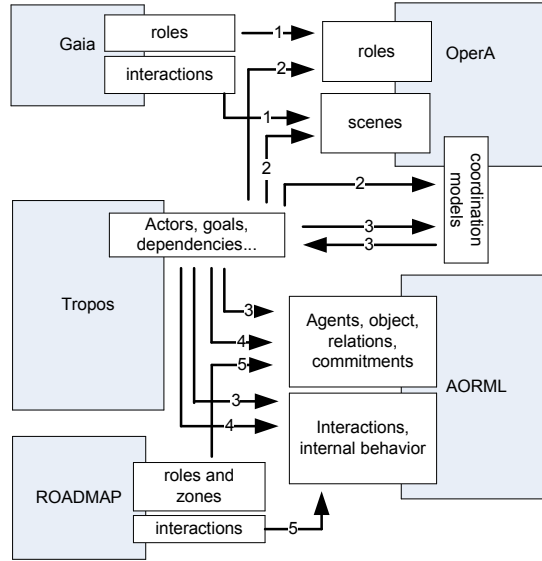 Gaia
roles
interactions
1
2
1
2
roles
scenes
OperA
coordination
models
2
3
3
Tropos
Actors, goals,
dependencies...
3
4
5
3
4
Agents, object,
relations,
commitments
Interactions,
internal behavior
AORML
ROADMAP
roles and
zones
interactions
5